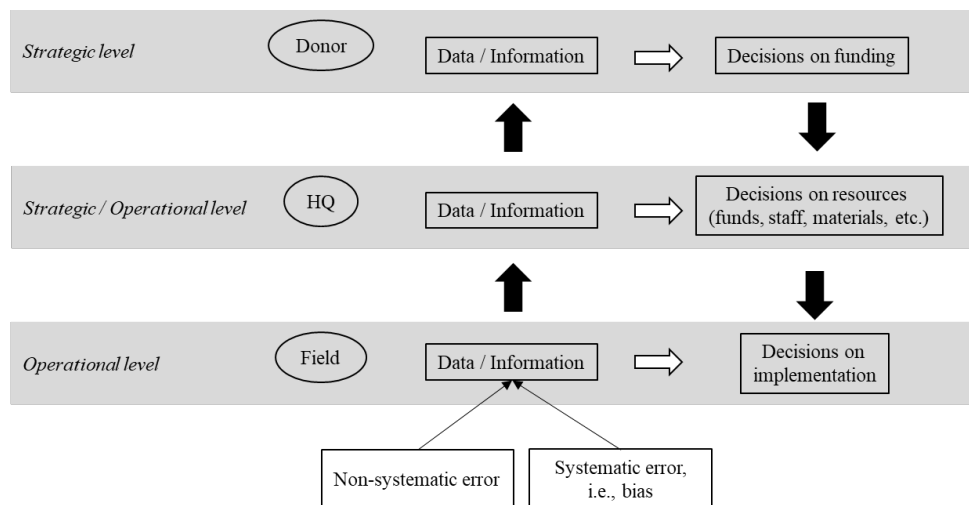 Strategic level
Donor
Data / Information
Decisions on funding
Strategic / Operational level
HQ
Data / Information
Decisions on resources
(funds, staff, materials, etc.)
Operational level
Field
Data / Information
Decisions on
implementation
Non-systematic error
Systematic error,
i.e., bias